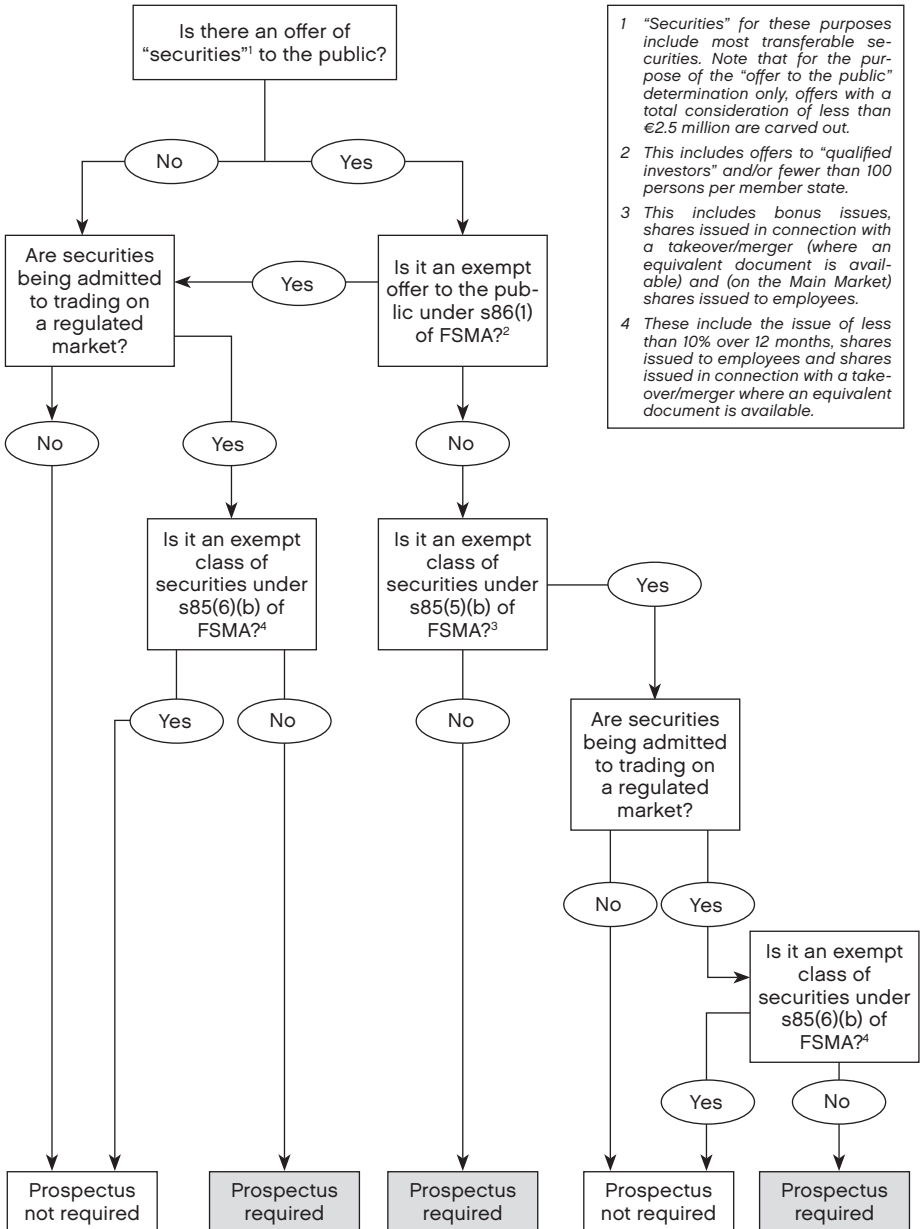 Is there an offer of
“securities”¹ to the public?
No
Yes
Are securities
being admitted
to trading on
a regulated
market?
Yes
Is it an exempt
offer to the pub-
lic under s86(1)
of FSMA?²
No
Yes
No
Is it an exempt
class of
securities under
s85(6)(b) of
FSMA?⁴
Is it an exempt
class of
securities under
s85(5)(b) of
FSMA?³
Yes
Yes
No
No
Are securities
being admitted
to trading on
a regulated
market?
No
Yes
Is it an exempt
class of
securities under
s85(6)(b) of
FSMA?⁴
Yes
No
Prospectus
not required
Prospectus
required
Prospectus
required
Prospectus
not required
Prospectus
required
1 “Securities” for these purposes
include most transferable se-
curities. Note that for the pur-
pose of the “offer to the public”
determination only, offers with a
total consideration of less than
€2.5 million are carved out.
2 This includes offers to “qualified
investors” and/or fewer than 100
persons per member state.
3 This includes bonus issues,
shares issued in connection with
a takeover/merger (where an
equivalent document is avail-
able) and (on the Main Market)
shares issued to employees.
4 These include the issue of less
than 10% over 12 months, shares
issued to employees and shares
issued in connection with a take-
over/merger where an equivalent
document is available.